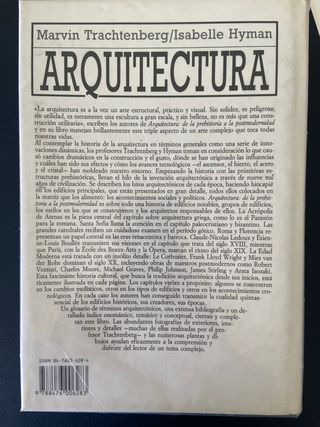 Marvin Trachtenberg/Isabelle Hyman
ARQUITECTURA
«La arquitectura es a la vez un arte estructural, práctico y visual. Sin solidez, es peligrosa;
sin utilidad, es meramente una escultura a gran escala, y sin belleza, no es más que una cons-
trucción utilitaria», escriben los autores de Arquitectura: de la prehistoria a la postmodernidad
y en su libro manejan brillantemente este triple aspecto de un arte complejo que toca todas
nuestras vidas.
Al contemplar la historia de la arquitectura en términos generales como una serie de inno-
vaciones dinámicas, los profesores Trachtenberg y Hyman toman en consideración lo que cau-
só cambios dramáticos en la construcción y el gusto, dónde se han originado las influencias
y cuáles han sido sus efectos y cómo los avances tecnológicos —el ascensor, el hierro, el acero
y el cristal— han moldeado nuestro entorno. Empezando la historia con las primitivas es-
tructuras prehistóricas, llevan el hilo de la invención arquitectónica a través de nueve mil
años de civilización. Se describen los hitos arquitectónicos de cada época, haciendo hincapié
en los edificios principales, que están presentados en gran detalle, todos ellos colocados en
la matriz que los alimentó: los acontecimientos sociales y políticos. Arquitectura: de la prehis-
toria a la postmodernidad es sobre todo una historia de edificios notables, grupos de edificios,
los sitios en los que se construyeron y los arquitectos responsables de ellos. La Acrópolis
de Atenas es la pieza central del capítulo sobre arquitectura griega, como lo es el Panteón
para la romana. Santa Sofía llama la atención en el capítulo paleocristiano y bizantino. Las
grandes catedrales reciben un cuidadoso examen en el período gótico. Roma y Florencia re-
presentan un papel central en las eras renacentista y barroca. Claude-Nicolas Ledoux y Étien-
ne-Louis Boullée transmiten sus visiones en el capítulo que trata del siglo XVIII, mientras
que París, con la École des Beaux-Arts y la Ópera, marcan el ritmo del siglo XIX. La Edad
Moderna está tratada con un insólito detalle: Le Corbusier, Frank Lloyd Wright y Mies van
der Rohe dominan el siglo XX, incluyendo obras de maestros postmodernos como Robert
Venturi, Charles Moore, Michael Graves, Philip Johnson, James Stirling y Arata Isozaki.
Esta fascinante historia cultural, que busca la tradición arquitectónica desde sus inicios, está
ricamente ilustrada en cada página. Los capítulos varían a propósito: algunos se concentran
en los cambios estilísticos, otros en los tipos de edificios y otros en los acontecimientos cro-
nológicos. En cada caso los autores han conseguido transmitir la cualidad quintae-
sencial de los edificios históricos, sus creadores, sus épocas.
Un glosario de términos arquitectónicos, una extensa bibliografía y un de-
tallado índice onomástico, temático y conceptual, cierran y comple-
tan este libro. Las abundantes fotografías de exteriores, inte-
riores y detalles —muchas de ellas realizadas por el profe-
sor Trachtenberg— y las numerosas plantas y di-
bujos ayudan eficazmente a la comprensión y
disfrute del lector de un tema complejo.
ISBN 84-7600-628-4
9 788476 006283